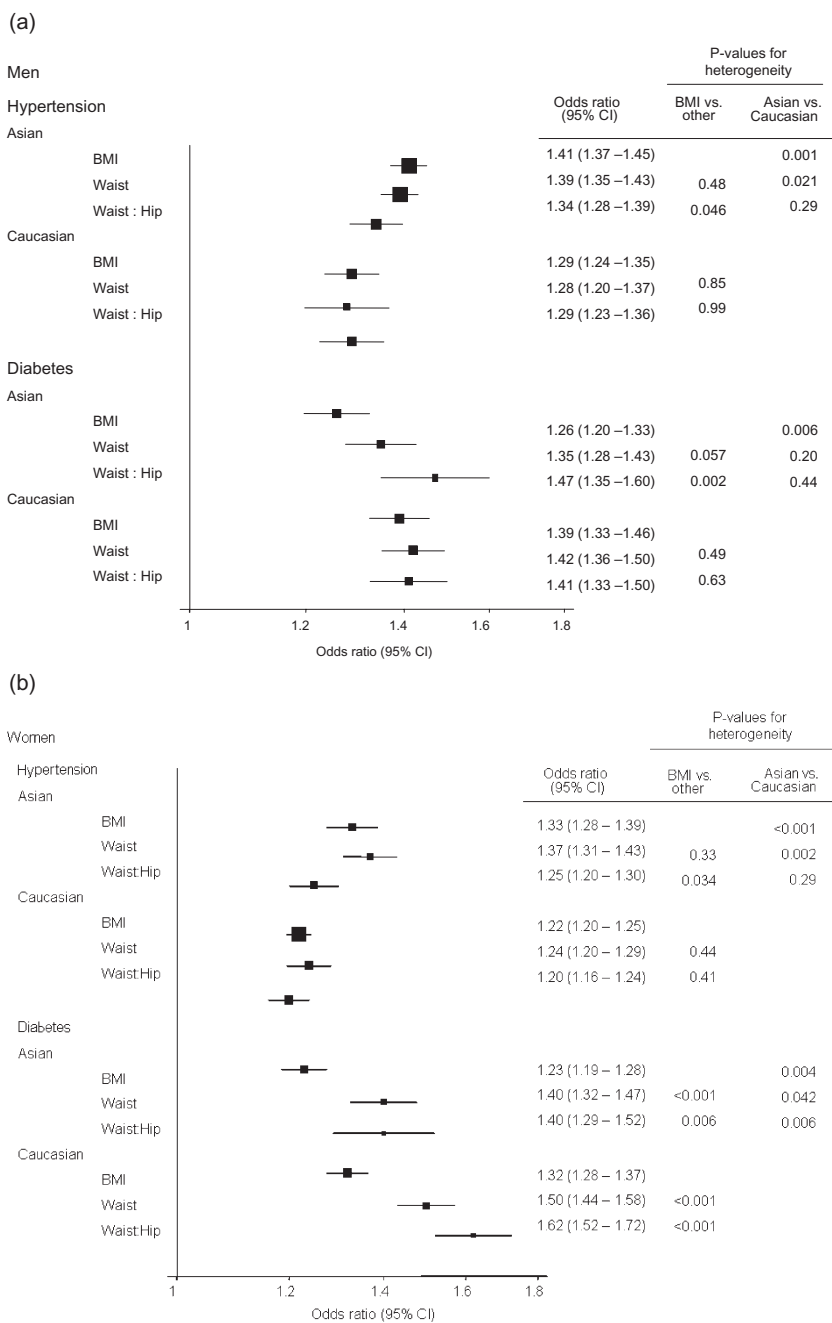 (a)
P-values for
heterogeneity
Men
Hypertension
Odds ratio
(95% CI)
BMI vs.
other
Asian vs.
Caucasian
Asian
BMI 1.41 (1.37 –1.45) 0.001
Waist 1.39 (1.35 –1.43) 0.48 0.021
Waist : Hip 1.34 (1.28 –1.39) 0.046 0.29
Caucasian
BMI 1.29 (1.24 –1.35)
Waist 1.28 (1.20 –1.37) 0.85
Waist : Hip 1.29 (1.23 –1.36) 0.99
Diabetes
Asian
BMI 1.26 (1.20 –1.33) 0.006
Waist 1.35 (1.28 –1.43) 0.057 0.20
Waist : Hip 1.47 (1.35 –1.60) 0.002 0.44
Caucasian
BMI 1.39 (1.33 –1.46)
Waist 1.42 (1.36 –1.50) 0.49
Waist : Hip 1.41 (1.33 –1.50) 0.63
1 1.2 1.4 1.6 1.8
Odds ratio (95% CI)
(b)
P-values for
heterogeneity
Women
Hypertension
Odds ratio
(95% CI)
BMI vs.
other
Asian vs.
Caucasian
Asian
BMI 1.33 (1.28 – 1.39) <0.001
Waist 1.37 (1.31 – 1.43) 0.33 0.002
Waist:Hip 1.25 (1.20 – 1.30) 0.034 0.29
Caucasian
BMI 1.22 (1.20 – 1.25)
Waist 1.24 (1.20 – 1.29) 0.44
Waist:Hip 1.20 (1.16 – 1.24) 0.41
Diabetes
Asian
BMI 1.23 (1.19 – 1.28) 0.004
Waist 1.40 (1.32 – 1.47) <0.001 0.042
Waist:Hip 1.40 (1.29 – 1.52) 0.006 0.006
Caucasian
BMI 1.32 (1.28 – 1.37)
Waist 1.50 (1.44 – 1.58) <0.001
Waist:Hip 1.62 (1.52 – 1.72) <0.001
1 1.2 1.4 1.6 1.8
Odds ratio (95% CI)